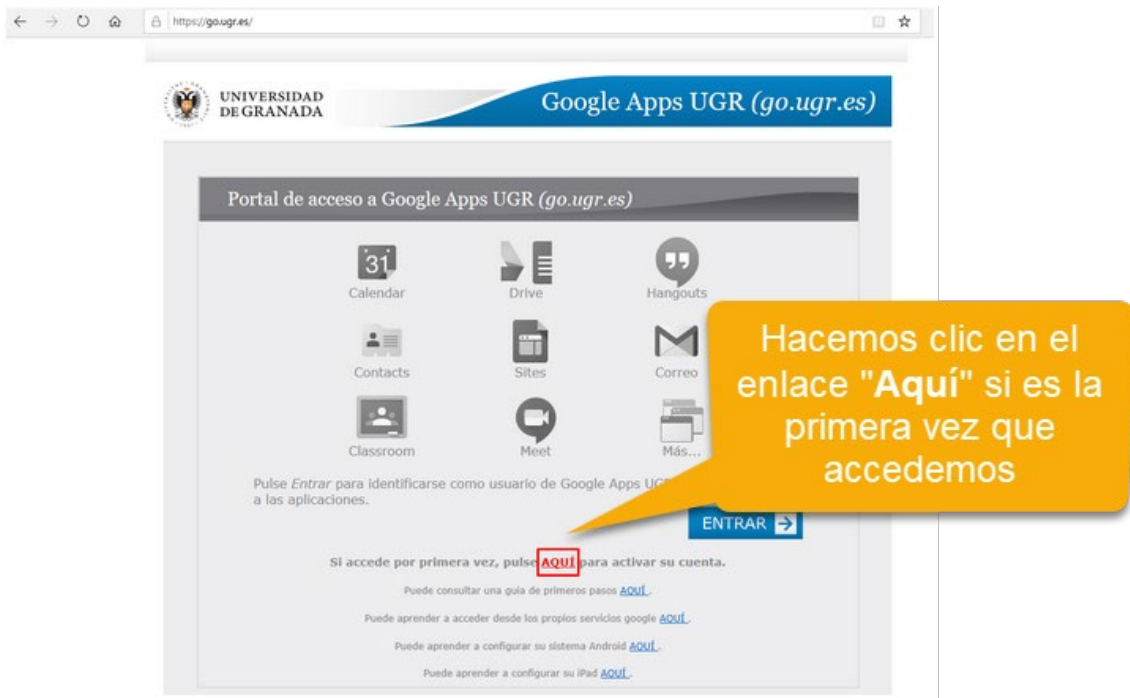 https://go.ugr.es/
UNIVERSIDAD
DE GRANADA
Google Apps UGR (go.ugr.es)
Portal de acceso a Google Apps UGR (go.ugr.es)
31
Calendar
Drive
Hangouts
Contacts
Sites
Correo
Classroom
Meet
Más...
Hacemos clic en el
enlace "Aquí" si es la
primera vez que
accedemos
Pulse Entrar para identificarse como usuario de Google Apps
a las aplicaciones.
ENTRAR
Si accede por primera vez, pulse AQUÍ para activar su cuenta.
Puede consultar una guía de primeros pasos AQUÍ .
Puede aprender a acceder desde los propios servicios google AQUÍ .
Puede aprender a configurar su sistema Android AQUÍ .
Puede aprender a configurar su iPad AQUÍ .